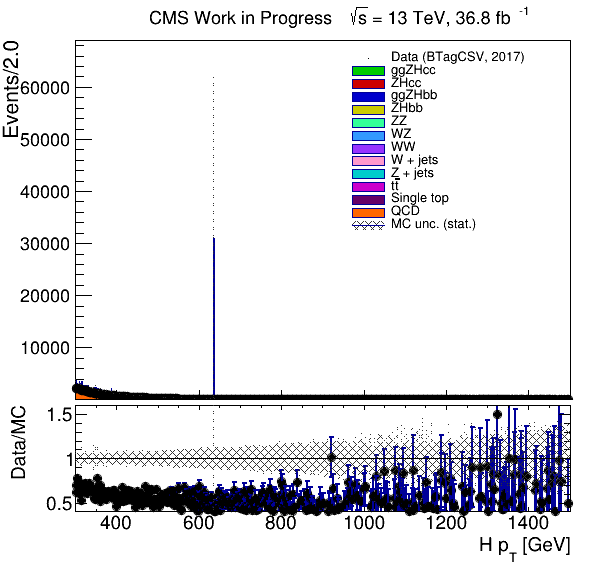 CMS Work in Progress √s = 13 TeV, 36.8 fb⁻¹
Events/2.0
60000
50000
40000
30000
20000
10000
Data (BTagCSV, 2017)
ggZHcc
ZHcc
ggZHbb
ZHbb
ZZ
WZ
WW
W + jets
Z + jets
tt̅
Single top
QCD
MC unc. (stat.)
Data/MC
1.5
1
0.5
400 600 800 1000 1200 1400
H p_T [GeV]